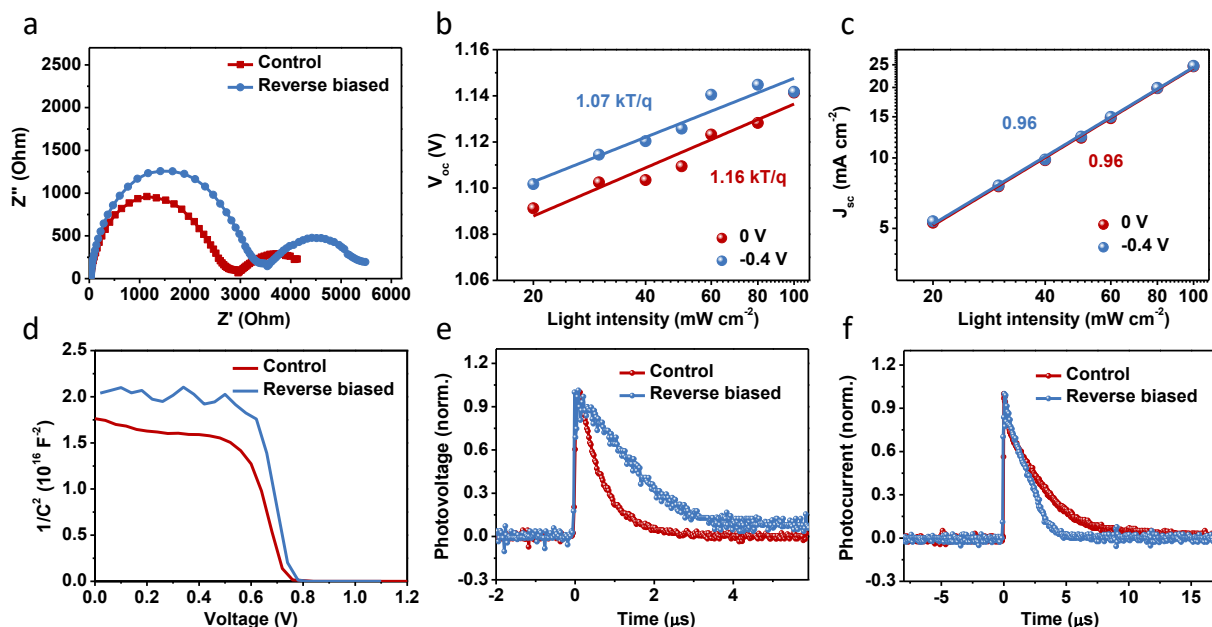 a
Control
Reverse biased
2500
2000
1500
1000
500
0
0
1000
2000
3000
4000
5000
6000
Z'' (Ohm)
Z' (Ohm)
b
1.16
1.14
1.12
1.10
1.08
1.06
1.07 kT/q
1.16 kT/q
0 V
-0.4 V
20
40
60
80
100
Voc (V)
Light intensity (mW cm-2)
c
25
10
5
0.96
0.96
0 V
-0.4 V
20
40
60
80
100
Jsc (mA cm-2)
Light intensity (mW cm-2)
d
Control
Reverse biased
2.5
2.0
1.5
1.0
0.5
0.0
0.0
0.2
0.4
0.6
0.8
1.0
1.2
1/C2 (1016 F-2)
Voltage (V)
e
Control
Reverse biased
1.2
0.9
0.6
0.3
0.0
-0.3
-2
0
2
4
Photovoltage (norm.)
Time (μs)
f
Control
Reverse biased
1.2
0.9
0.6
0.3
0.0
-0.3
-5
0
5
10
15
Photocurrent (norm.)
Time (μs)